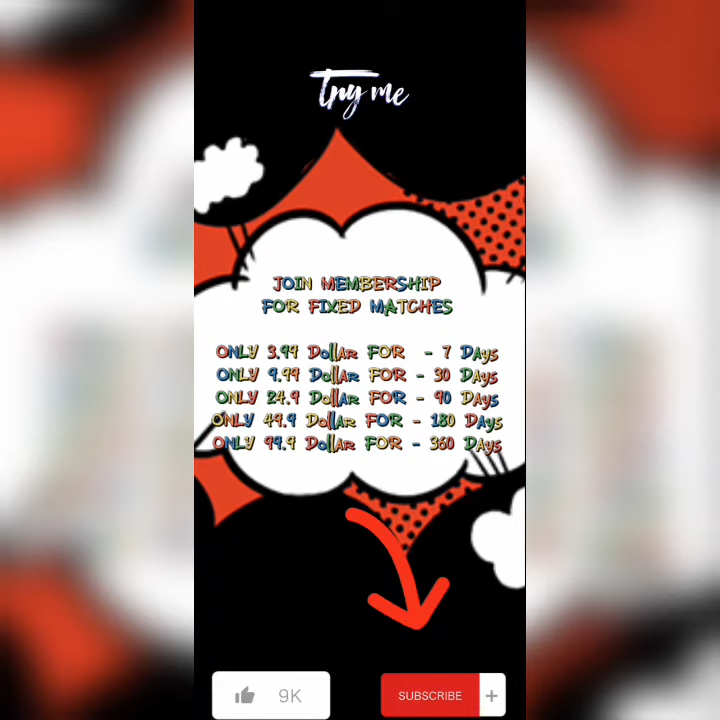 Try me
JOIN MEMBERSHIP
FOR FIXED MATCHES
ONLY 3.99 DollAR FOR - 7 DAys
ONLY 9.99 DollAR FOR - 30 DAys
ONLY 24.9 DollAR FOR - 90 DAys
ONLY 49.9 DollAR FOR - 180 DAys
ONLY 99.9 DollAR FOR - 360 DAys
9K
SUBSCRIBE +